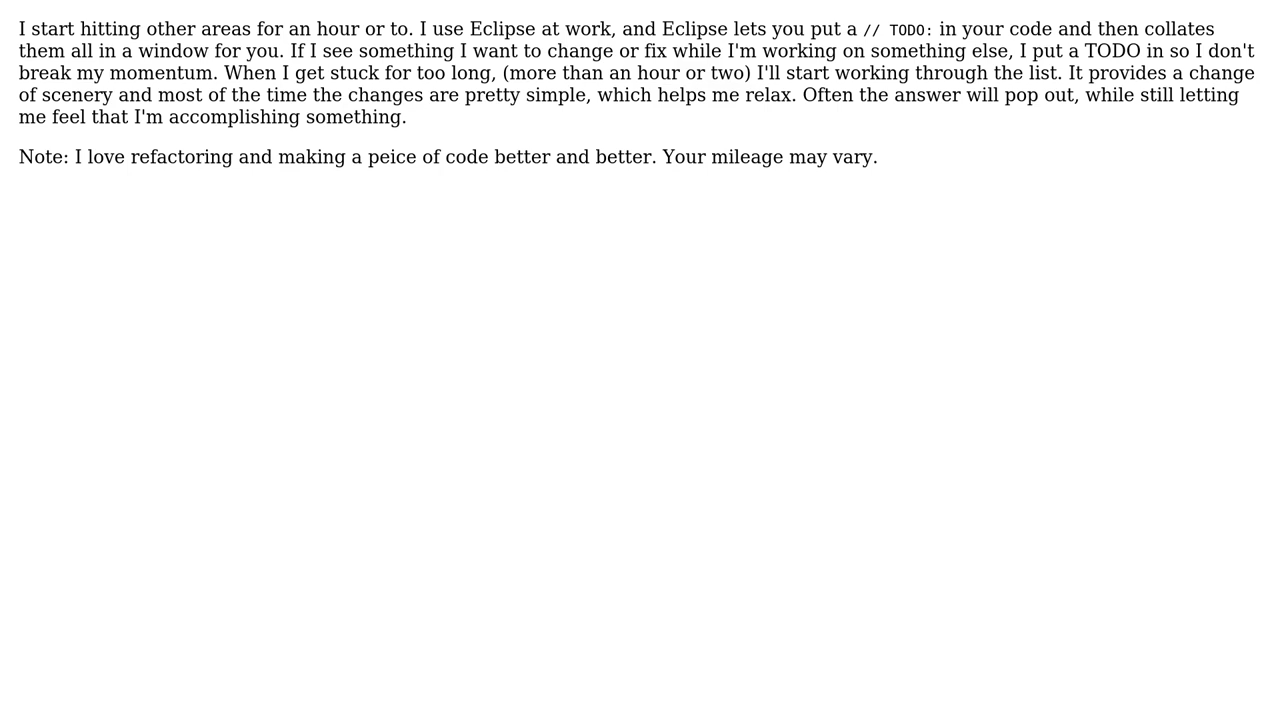 I start hitting other areas for an hour or to. I use Eclipse at work, and Eclipse lets you put a // TODO: in your code and then collates
them all in a window for you. If I see something I want to change or fix while I'm working on something else, I put a TODO in so I don't
break my momentum. When I get stuck for too long, (more than an hour or two) I'll start working through the list. It provides a change
of scenery and most of the time the changes are pretty simple, which helps me relax. Often the answer will pop out, while still letting
me feel that I'm accomplishing something.
Note: I love refactoring and making a peice of code better and better. Your mileage may vary.